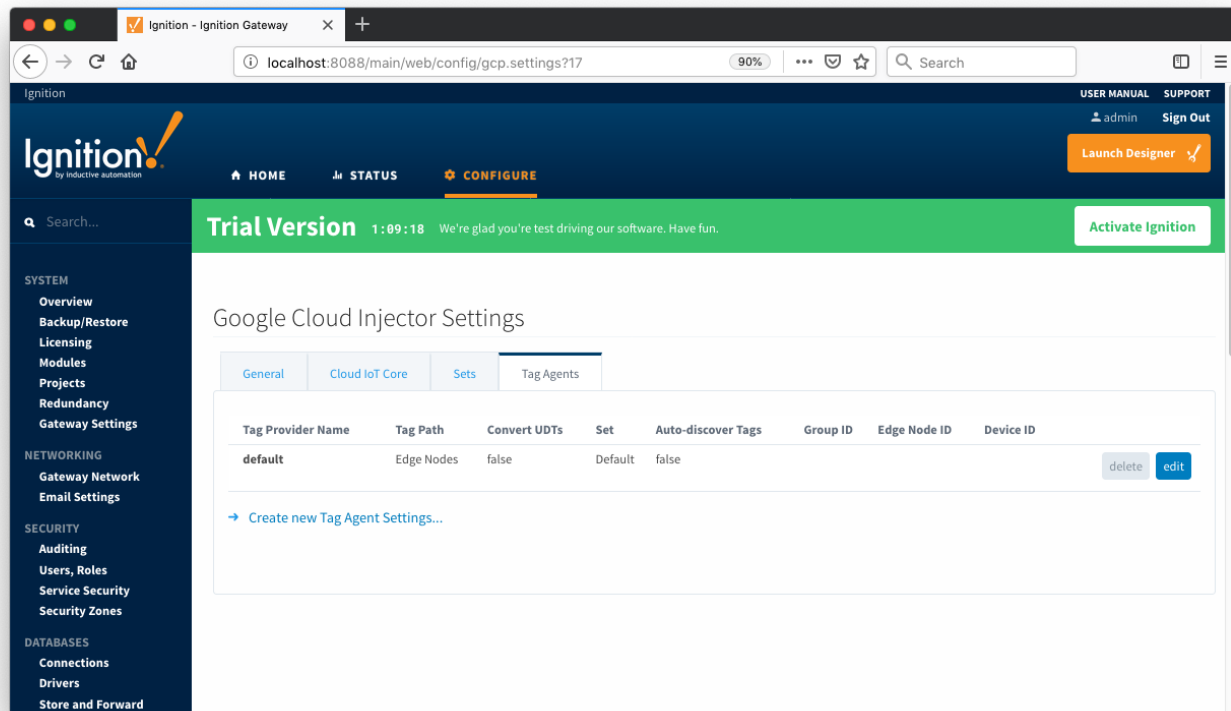 Ignition - Ignition Gateway
localhost:8088/main/web/config/gcp.settings?17
90%
Search
Ignition
USER MANUAL SUPPORT
admin Sign Out
Ignition!
by inductive automation
Launch Designer
HOME STATUS CONFIGURE
Search...
Trial Version 1:09:18 We're glad you're test driving our software. Have fun.
Activate Ignition
SYSTEM
Overview
Backup/Restore
Licensing
Modules
Projects
Redundancy
Gateway Settings
NETWORKING
Gateway Network
Email Settings
SECURITY
Auditing
Users, Roles
Service Security
Security Zones
DATABASES
Connections
Drivers
Store and Forward
Google Cloud Injector Settings
General Cloud IoT Core Sets Tag Agents
Tag Provider Name Tag Path Convert UDTs Set Auto-discover Tags Group ID Edge Node ID Device ID
default Edge Nodes false Default false delete edit
Create new Tag Agent Settings...